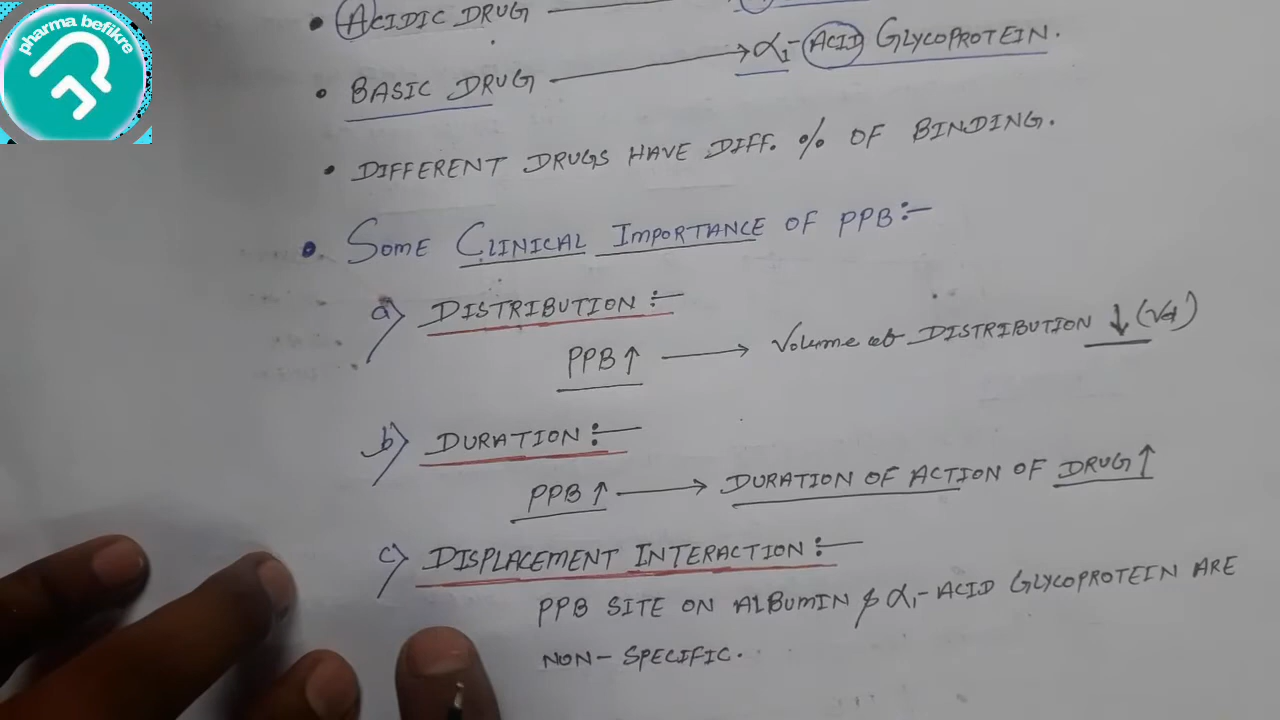 pharma befikre
• ACIDIC DRUG ⟶
• BASIC DRUG ⟶ α₁-ACID GLYCOPROTEIN.
• DIFFERENT DRUGS HAVE DIFF. % OF BINDING.
• SOME CLINICAL IMPORTANCE OF PPB:-
a) DISTRIBUTION:-
PPB↑ ⟶ Volume of DISTRIBUTION ↓ (Vd)
b) DURATION:-
PPB↑ ⟶ DURATION OF ACTION OF DRUG↑
c) DISPLACEMENT INTERACTION:-
PPB SITE ON ALBUMIN & α₁-ACID GLYCOPROTEIN ARE
NON-SPECIFIC.